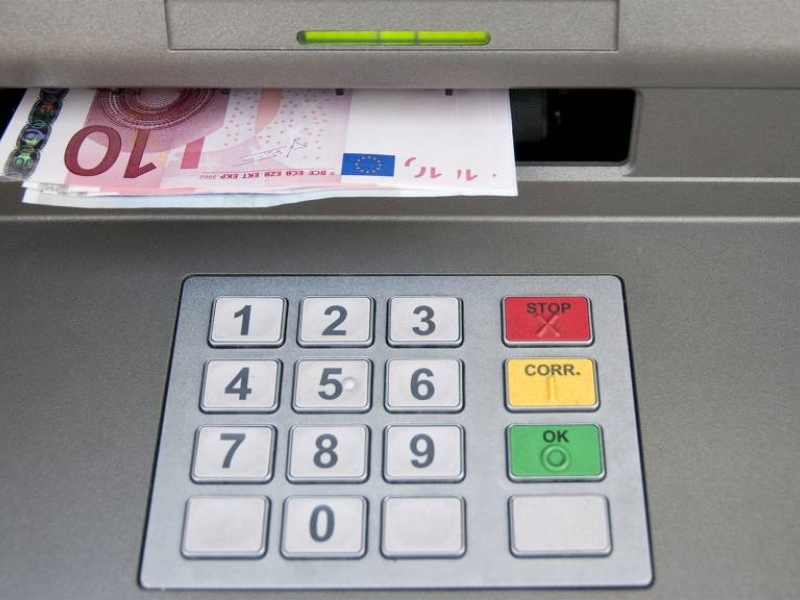 10
BCE ECB EZB EKT EKP 2002
1 2 3 STOP
4 5 6 CORR.
7 8 9 OK
0